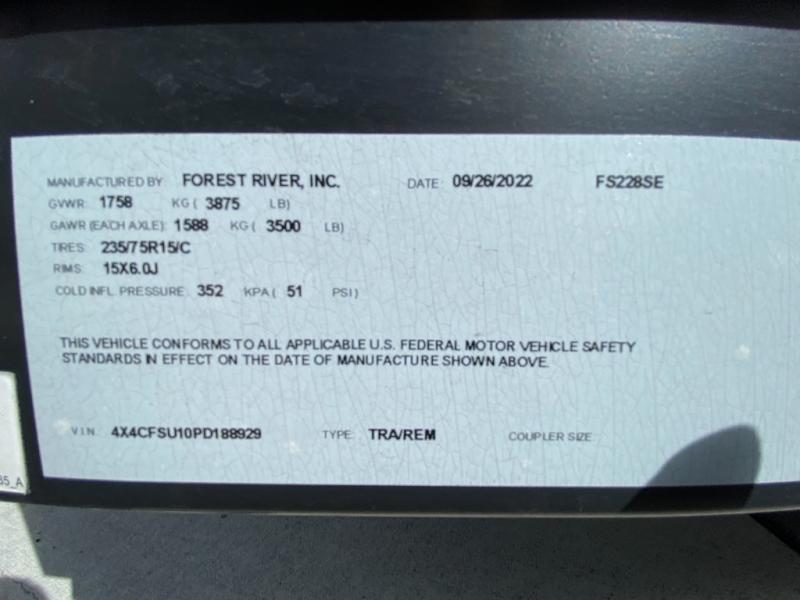 MANUFACTURED BY FOREST RIVER, INC. DATE: 09/26/2022 FS228SE
GVWR: 1758 KG ( 3875 LB)
GAWR (EACH AXLE): 1588 KG ( 3500 LB)
TIRES: 235/75R15/C
RIMS: 15X6.0J
COLD INFL. PRESSURE: 352 KPA ( 51 PSI)
THIS VEHICLE CONFORMS TO ALL APPLICABLE U.S. FEDERAL MOTOR VEHICLE SAFETY
STANDARDS IN EFFECT ON THE DATE OF MANUFACTURE SHOWN ABOVE.
V.I.N. 4X4CFSU10PD188929 TYPE: TRA/REM COUPLER SIZE:
85_A